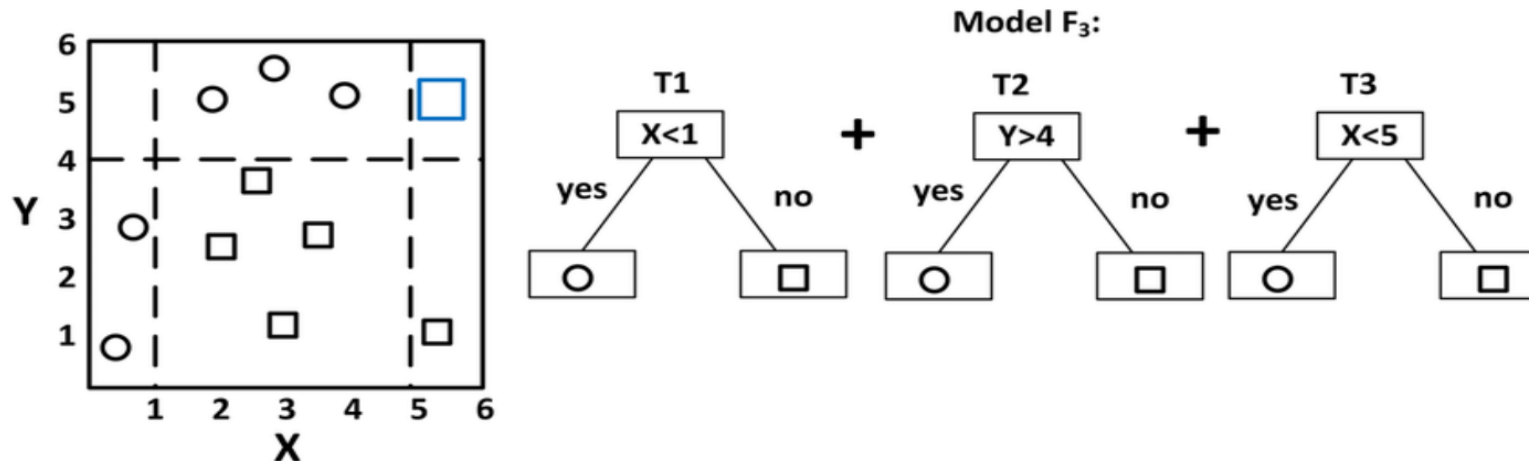 Model F₃:
T1
T2
T3
X<1
+
Y>4
+
X<5
yes
no
yes
no
yes
no
6
5
4
3
2
1
Y
1 2 3 4 5 6
X